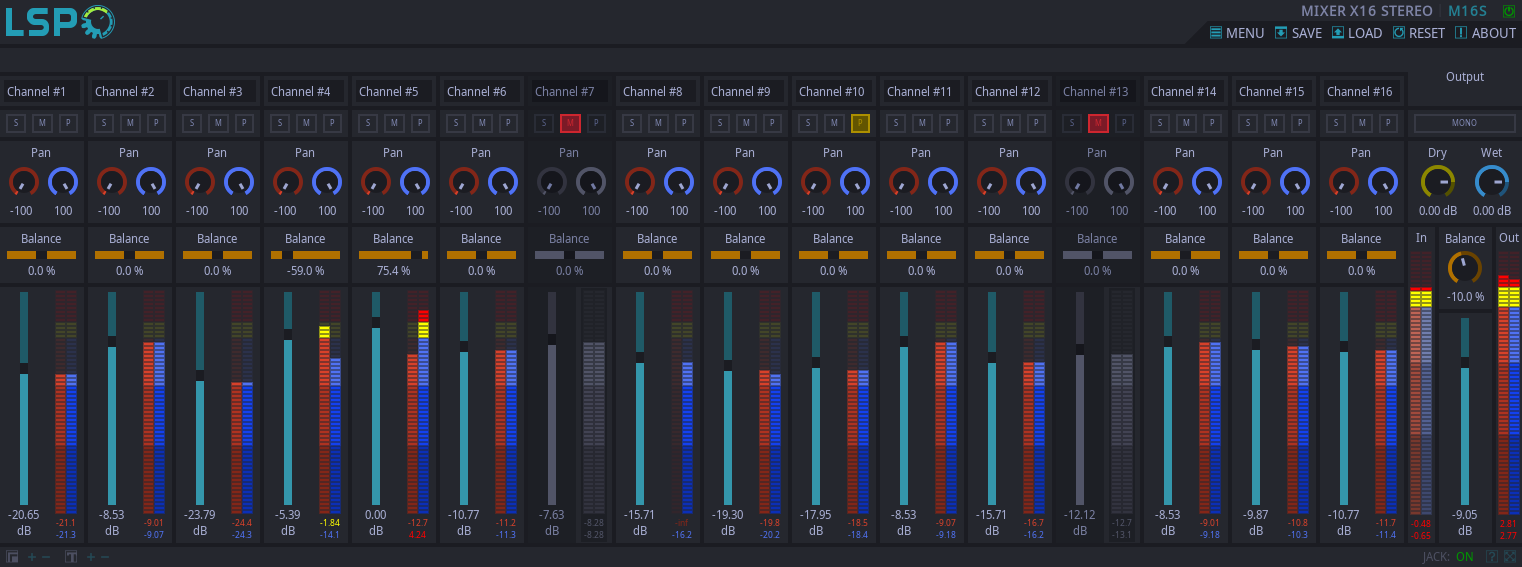 LSP
MIXER X16 STEREO M16S
MENU SAVE LOAD RESET ABOUT
Channel #1 Channel #2 Channel #3 Channel #4 Channel #5 Channel #6 Channel #7 Channel #8 Channel #9 Channel #10 Channel #11 Channel #12 Channel #13 Channel #14 Channel #15 Channel #16 Output
S M P S M P S M P S M P S M P S M P S M P S M P S M P S M P S M P S M P S M P S M P S M P S M P MONO
Pan Pan Pan Pan Pan Pan Pan Pan Pan Pan Pan Pan Pan Pan Pan Pan Dry Wet
-100 100 -100 100 -100 100 -100 100 -100 100 -100 100 -100 100 -100 100 -100 100 -100 100 -100 100 -100 100 -100 100 -100 100 -100 100 -100 100 0.00 dB 0.00 dB
Balance Balance Balance Balance Balance Balance Balance Balance Balance Balance Balance Balance Balance Balance Balance Balance In Balance Out
0.0 % 0.0 % 0.0 % -59.0 % 75.4 % 0.0 % 0.0 % 0.0 % 0.0 % 0.0 % 0.0 % 0.0 % 0.0 % 0.0 % 0.0 % 0.0 %
-10.0 %
-20.65 -8.53 -23.79 -5.39 0.00 -10.77 -7.63 -15.71 -19.30 -17.95 -8.53 -15.71 -12.12 -8.53 -9.87 -10.77 -9.05
-21.1 -9.01 -24.4 -1.84 -12.7 -11.2 -8.28 -inf -19.8 -18.5 -9.07 -16.7 -12.7 -9.01 -10.8 -11.7 -0.48 2.81
dB dB dB dB dB dB dB dB dB dB dB dB dB dB dB dB dB
-21.3 -9.07 -24.3 -14.1 4.24 -11.3 -8.28 -16.2 -20.2 -18.4 -9.18 -16.2 -13.1 -9.18 -10.3 -11.4 -0.65 2.77
JACK: ON